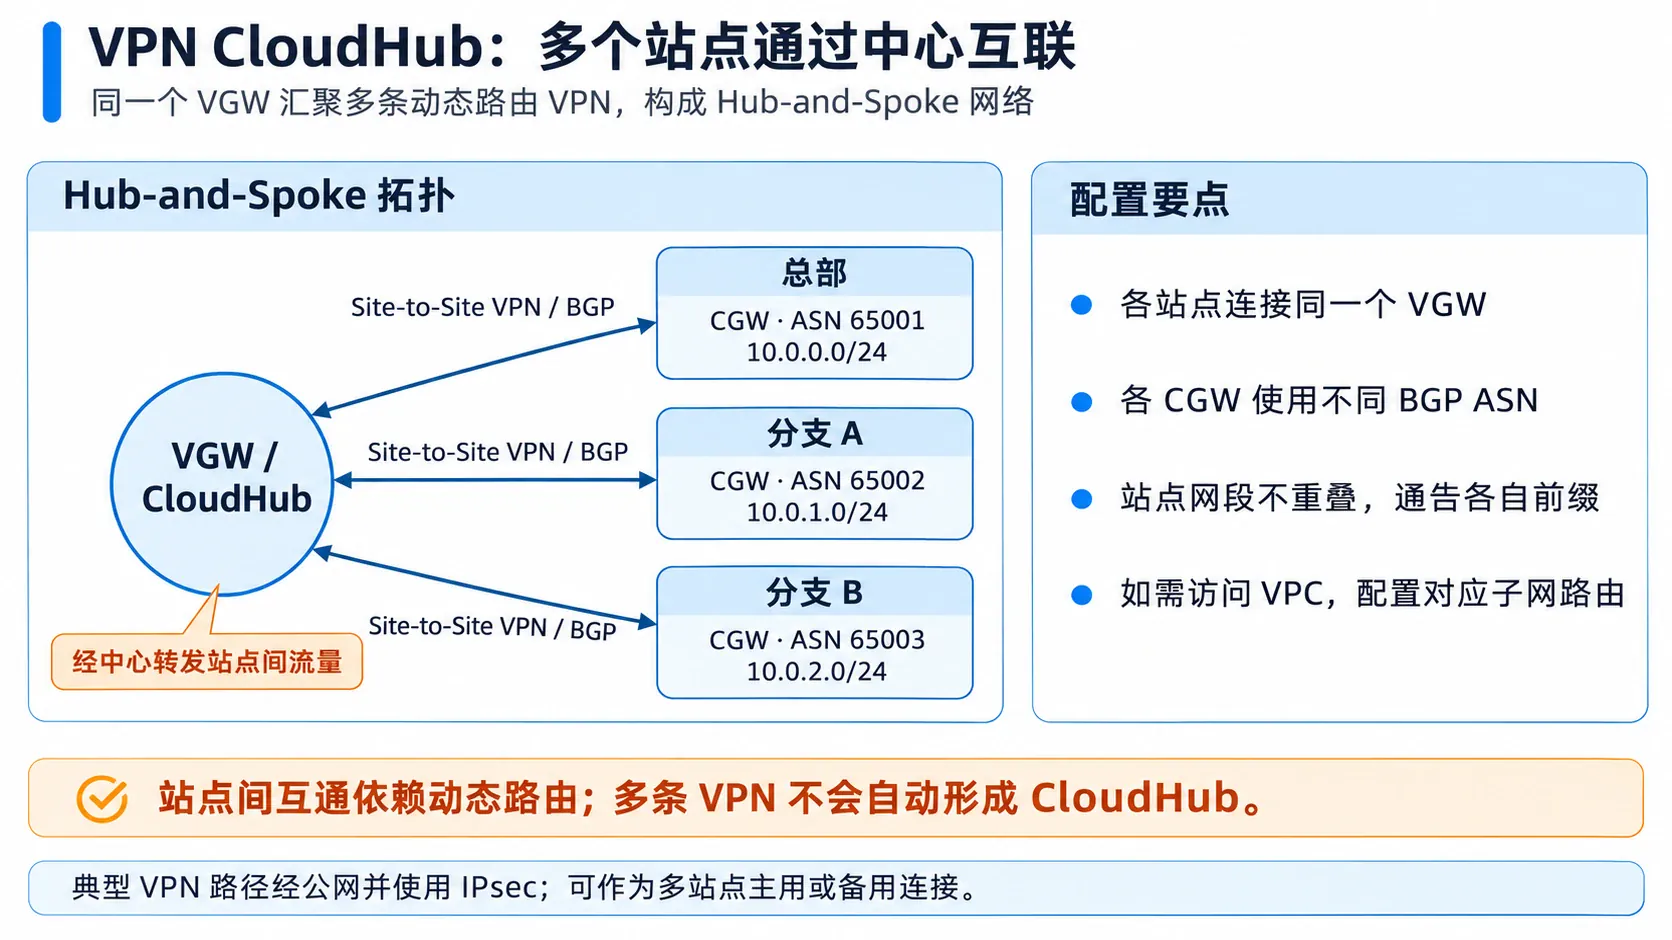 VPN CloudHub：多个站点通过中心互联
同一个 VGW 汇聚多条动态路由 VPN，构成 Hub-and-Spoke 网络
Hub-and-Spoke 拓扑
Site-to-Site VPN / BGP
总部
CGW · ASN 65001
10.0.0.0/24
VGW /
CloudHub
Site-to-Site VPN / BGP
分支 A
CGW · ASN 65002
10.0.1.0/24
Site-to-Site VPN / BGP
分支 B
CGW · ASN 65003
10.0.2.0/24
经中心转发站点间流量
配置要点
各站点连接同一个 VGW
各 CGW 使用不同 BGP ASN
站点网段不重叠，通告各自前缀
如需访问 VPC，配置对应子网路由
站点间互通依赖动态路由；多条 VPN 不会自动形成 CloudHub。
典型 VPN 路径经公网并使用 IPsec；可作为多站点主用或备用连接。